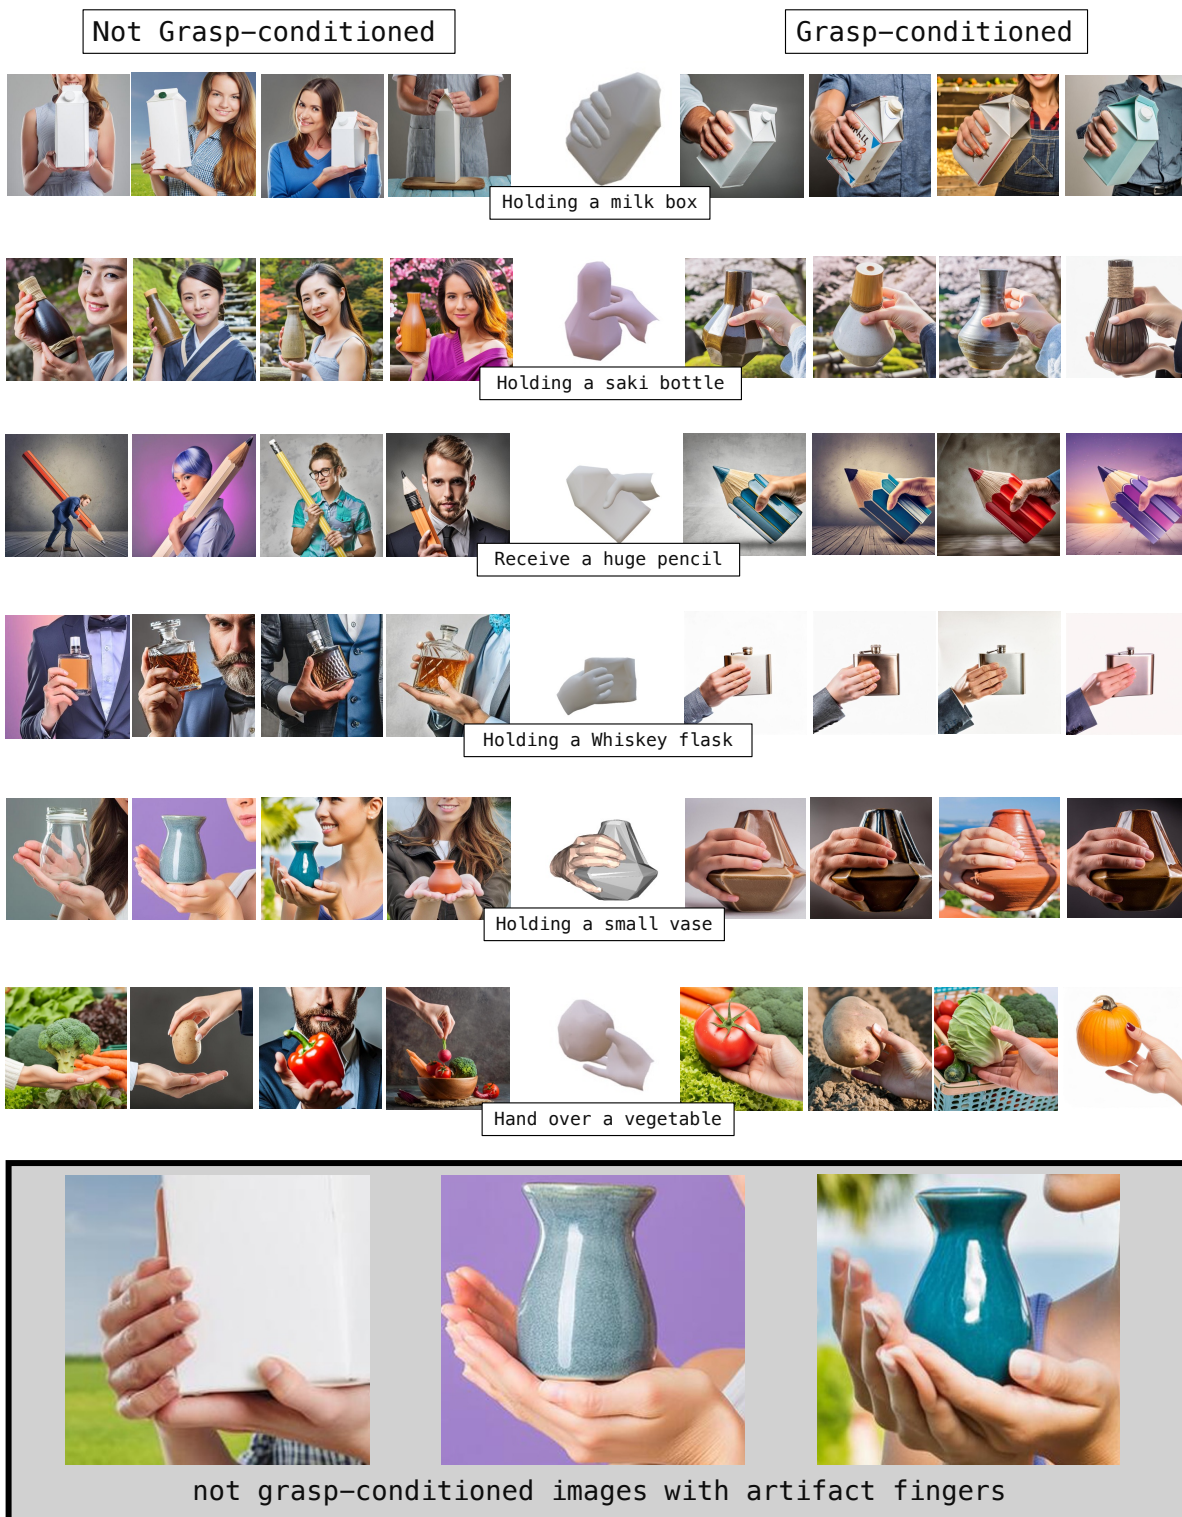 Not Grasp-conditioned
Grasp-conditioned
Holding a milk box
Holding a saki bottle
Receive a huge pencil
Holding a Whiskey flask
Holding a small vase
Hand over a vegetable
not grasp-conditioned images with artifact fingers